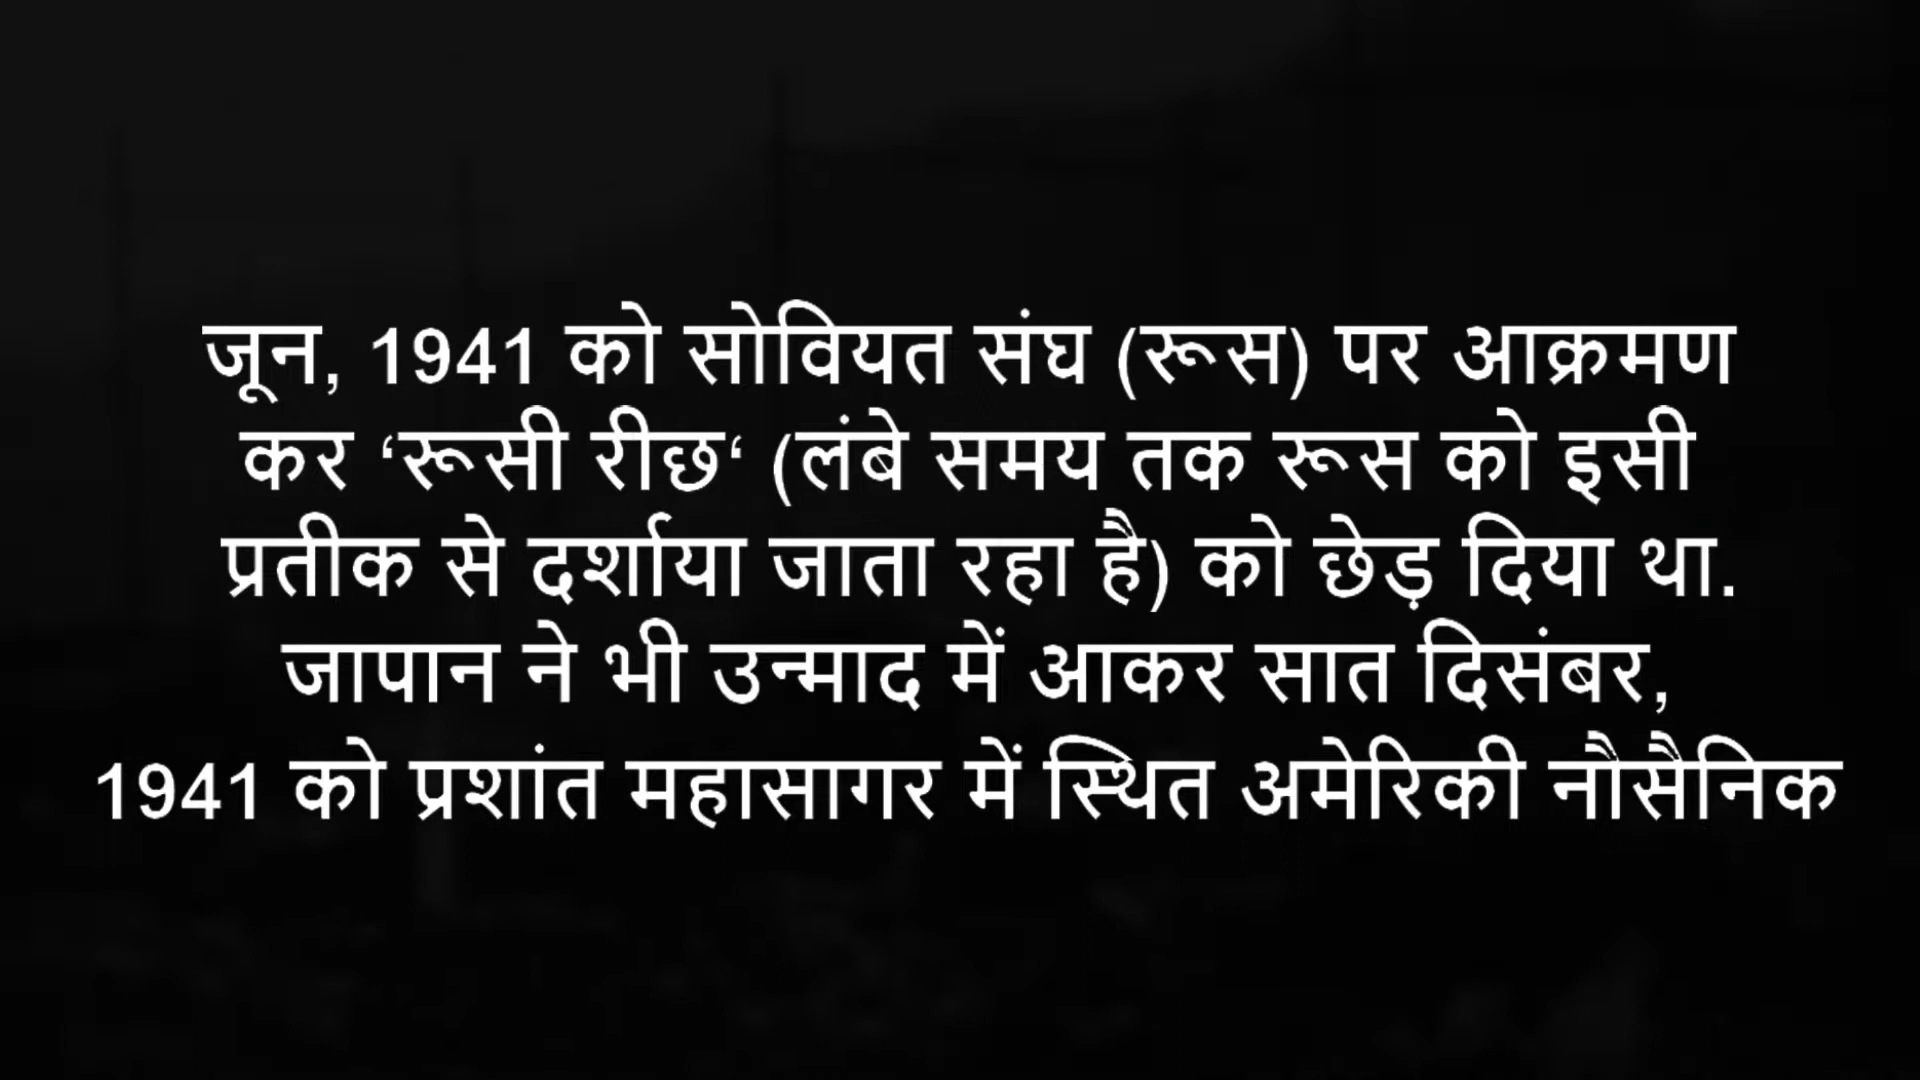 जून, 1941 को सोवियत संघ (रूस) पर आक्रमण
कर ‘रूसी रीछ‘ (लंबे समय तक रूस को इसी
प्रतीक से दर्शाया जाता रहा है) को छेड़ दिया था.
जापान ने भी उन्माद में आकर सात दिसंबर,
1941 को प्रशांत महासागर में स्थित अमेरिकी नौसैनिक